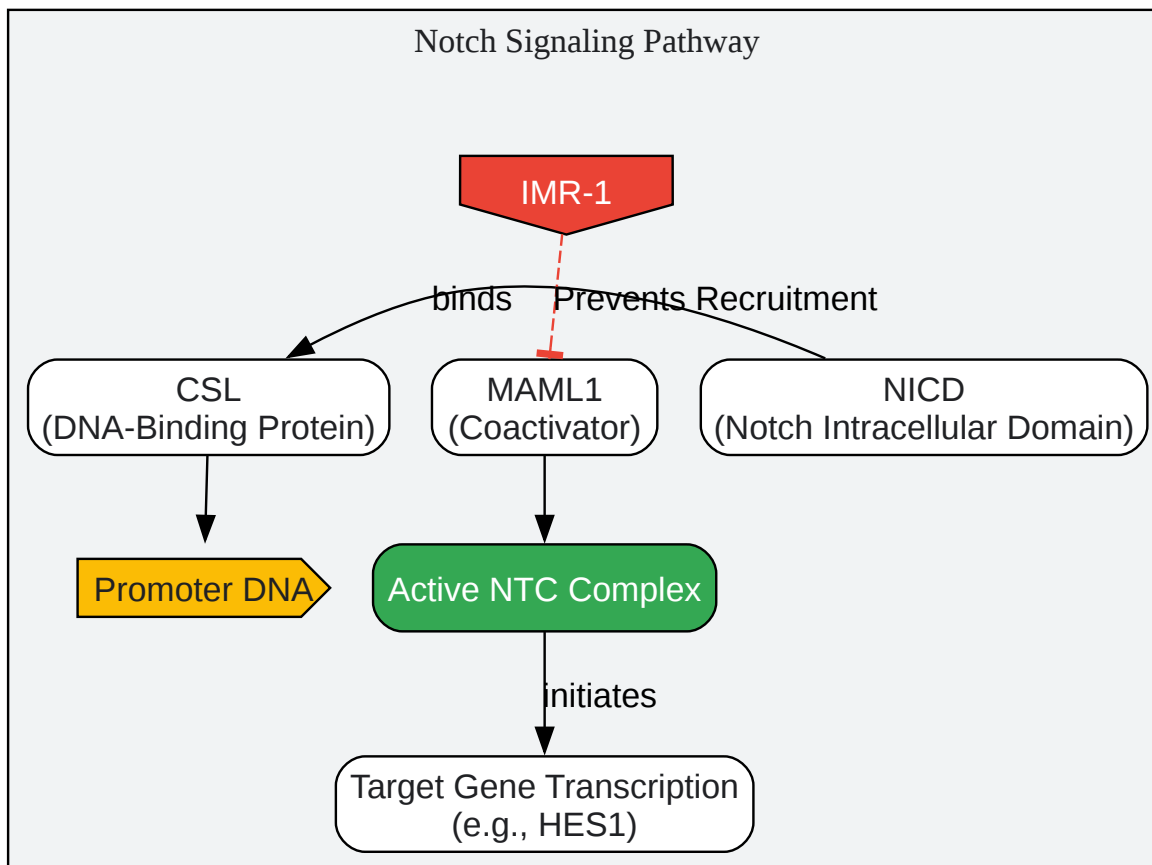 Notch Signaling Pathway
IMR-1
binds
Prevents Recruitment
CSL
(DNA-Binding Protein)
MAML1
(Coactivator)
NICD
(Notch Intracellular Domain)
Promoter DNA
Active NTC Complex
initiates
Target Gene Transcription
(e.g., HES1)